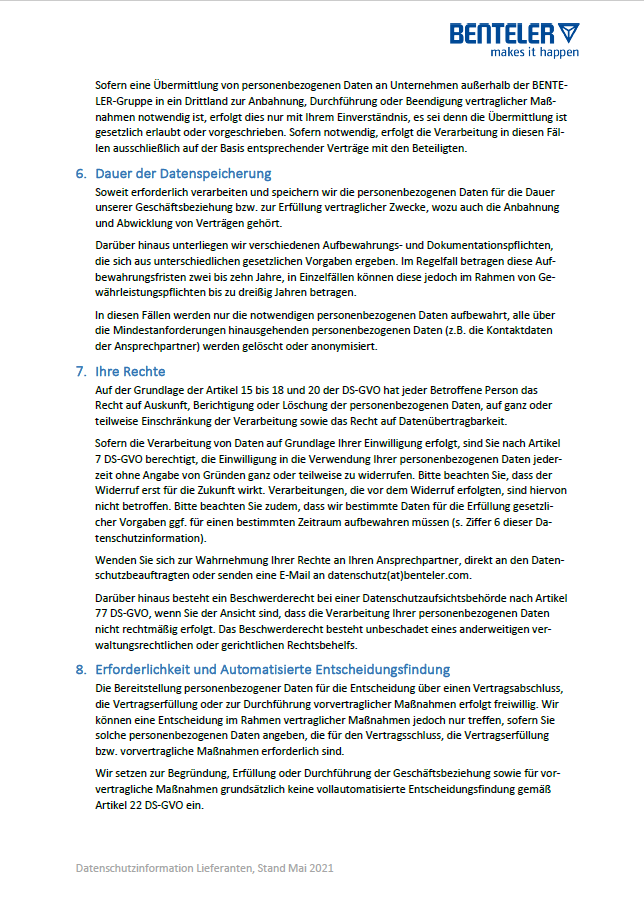 BENTELER
makes it happen
Sofern eine Übermittlung von personenbezogenen Daten an Unternehmen außerhalb der BENTE-
LER-Gruppe in ein Drittland zur Anbahnung, Durchführung oder Beendigung vertraglicher Maß-
nahmen notwendig ist, erfolgt dies nur mit Ihrem Einverständnis, es sei denn die Übermittlung ist
gesetzlich erlaubt oder vorgeschrieben. Sofern notwendig, erfolgt die Verarbeitung in diesen Fäl-
len ausschließlich auf der Basis entsprechender Verträge mit den Beteiligten.
6. Dauer der Datenspeicherung
Soweit erforderlich verarbeiten und speichern wir die personenbezogenen Daten für die Dauer
unserer Geschäftsbeziehung bzw. zur Erfüllung vertraglicher Zwecke, wozu auch die Anbahnung
und Abwicklung von Verträgen gehört.
Darüber hinaus unterliegen wir verschiedenen Aufbewahrungs- und Dokumentationspflichten,
die sich aus unterschiedlichen gesetzlichen Vorgaben ergeben. Im Regelfall betragen diese Auf-
bewahrungsfristen zwei bis zehn Jahre, in Einzelfällen können diese jedoch im Rahmen von Ge-
währleistungspflichten bis zu dreißig Jahren betragen.
In diesen Fällen werden nur die notwendigen personenbezogenen Daten aufbewahrt, alle über
die Mindestanforderungen hinausgehenden personenbezogenen Daten (z.B. die Kontaktdaten
der Ansprechpartner) werden gelöscht oder anonymisiert.
7. Ihre Rechte
Auf der Grundlage der Artikel 15 bis 18 und 20 der DS-GVO hat jeder Betroffene Person das
Recht auf Auskunft, Berichtigung oder Löschung der personenbezogenen Daten, auf ganz oder
teilweise Einschränkung der Verarbeitung sowie das Recht auf Datenübertragbarkeit.
Sofern die Verarbeitung von Daten auf Grundlage Ihrer Einwilligung erfolgt, sind Sie nach Artikel
7 DS-GVO berechtigt, die Einwilligung in die Verwendung Ihrer personenbezogenen Daten jeder-
zeit ohne Angabe von Gründen ganz oder teilweise zu widerrufen. Bitte beachten Sie, dass der
Widerruf erst für die Zukunft wirkt. Verarbeitungen, die vor dem Widerruf erfolgten, sind hiervon
nicht betroffen. Bitte beachten Sie zudem, dass wir bestimmte Daten für die Erfüllung gesetzli-
cher Vorgaben ggf. für einen bestimmten Zeitraum aufbewahren müssen (s. Ziffer 6 dieser Da-
tenschutzinformation).
Wenden Sie sich zur Wahrnehmung Ihrer Rechte an Ihren Ansprechpartner, direkt an den Daten-
schutzbeauftragten oder senden eine E-Mail an datenschutz(at)benteler.com.
Darüber hinaus besteht ein Beschwerderecht bei einer Datenschutzaufsichtsbehörde nach Artikel
77 DS-GVO, wenn Sie der Ansicht sind, dass die Verarbeitung Ihrer personenbezogenen Daten
nicht rechtmäßig erfolgt. Das Beschwerderecht besteht unbeschadet eines anderweitigen ver-
waltungsrechtlichen oder gerichtlichen Rechtsbehelfs.
8. Erforderlichkeit und Automatisierte Entscheidungsfindung
Die Bereitstellung personenbezogener Daten für die Entscheidung über einen Vertragsabschluss,
die Vertragserfüllung oder zur Durchführung vorvertraglicher Maßnahmen erfolgt freiwillig. Wir
können eine Entscheidung im Rahmen vertraglicher Maßnahmen jedoch nur treffen, sofern Sie
solche personenbezogenen Daten angeben, die für den Vertragsschluss, die Vertragserfüllung
bzw. vorvertragliche Maßnahmen erforderlich sind.
Wir setzen zur Begründung, Erfüllung oder Durchführung der Geschäftsbeziehung sowie für vor-
vertragliche Maßnahmen grundsätzlich keine vollautomatisierte Entscheidungsfindung gemäß
Artikel 22 DS-GVO ein.
Datenschutzinformation Lieferanten, Stand Mai 2021